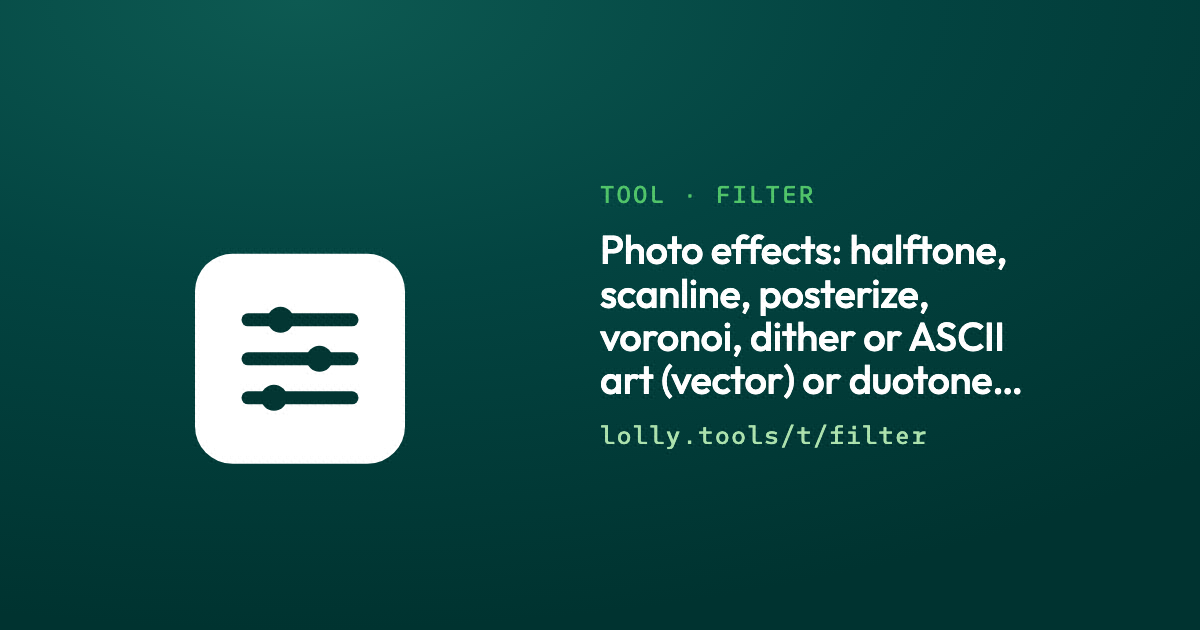 TOOL · FILTER
Photo effects: halftone,
scanline, posterize,
voronoi, dither or ASCII
art (vector) or duotone…
lolly.tools/t/filter